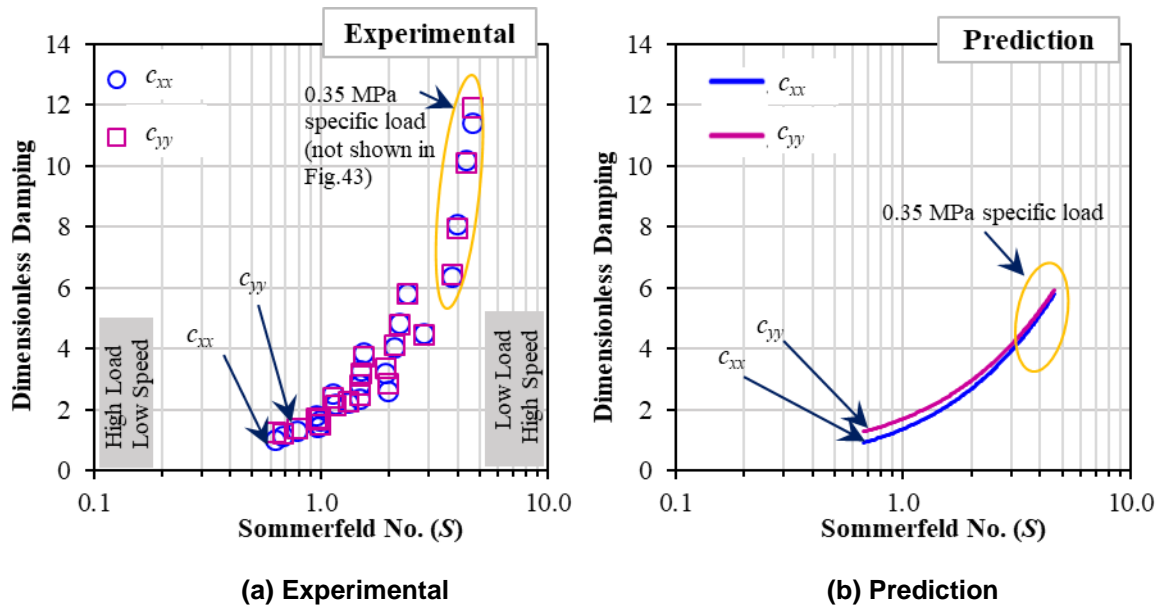 Experimental
14
12
10
8
6
4
2
0
Dimensionless Damping
cxx
cyy
0.35 MPa
specific load
(not shown in
Fig.43)
cyy
cxx
High Load
Low Speed
Low Load
High Speed
0.1
1.0
10.0
Sommerfeld No. (S)
(a) Experimental
Prediction
14
12
10
8
6
4
2
0
Dimensionless Damping
cxx
cyy
0.35 MPa specific load
cyy
cxx
0.1
1.0
10.0
Sommerfeld No. (S)
(b) Prediction